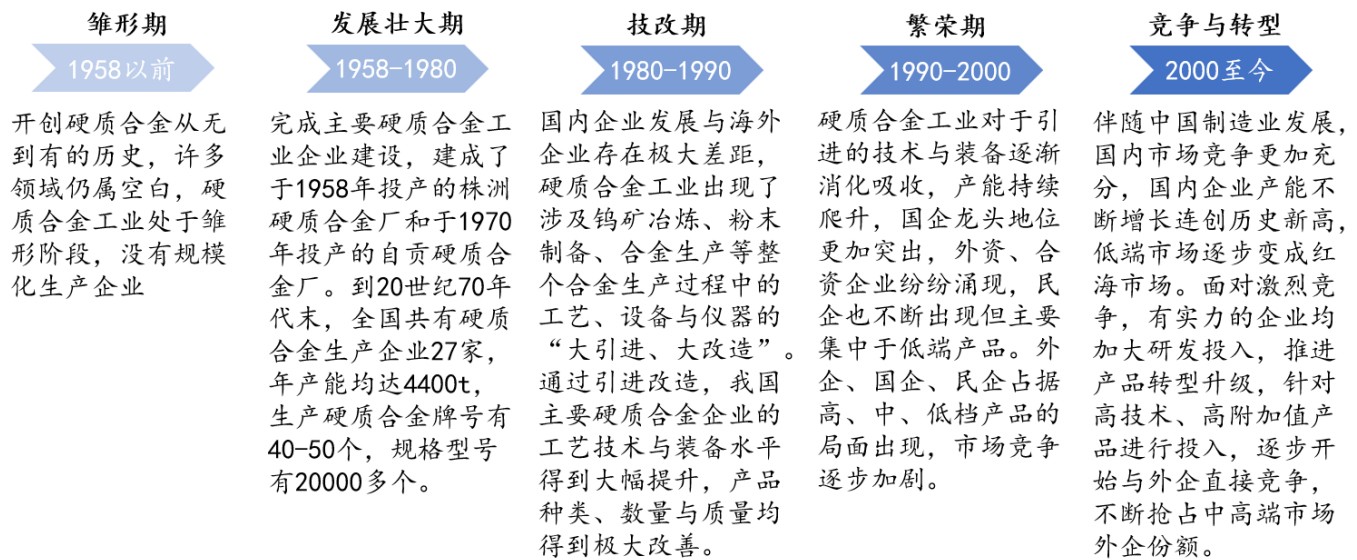 雏形期
1958以前
开创硬质合金从无
到有的历史，许多
领域仍属空白，硬
质合金工业处于雏
形阶段，没有规模
化生产企业
发展壮大期
1958-1980
完成主要硬质合金工
业企业建设，建成了
于1958年投产的株洲
硬质合金厂和于1970
年投产的自贡硬质合
金厂。到20世纪70年
代末，全国共有硬质
合金生产企业27家，
年产能均达4400t，
生产硬质合金牌号有
40-50个，规格型号
有20000多个。
技改期
1980-1990
国内企业发展与海外
企业存在极大差距，
硬质合金工业出现了
涉及钨矿冶炼、粉末
制备、合金生产等整
个合金生产过程中的
工艺、设备与仪器的
“大引进、大改造”。
通过引进改造，我国
主要硬质合金企业的
工艺技术与装备水平
得到大幅提升，产品
种类、数量与质量均
得到极大改善。
繁荣期
1990-2000
硬质合金工业对于引
进的技术与装备逐渐
消化吸收，产能持续
爬升，国企龙头地位
更加突出，外资、合
资企业纷纷涌现，民
企也不断出现但主要
集中于低端产品。外
企、国企、民企占据
高、中、低档产品的
局面出现，市场竞争
逐步加剧。
竞争与转型
2000至今
伴随中国制造业发展，
国内市场竞争更加充
分，国内企业产能不
断增长连创历史新高，
低端市场逐步变成红
海市场。面对激烈竞
争，有实力的企业均
加大研发投入，推进
产品转型升级，针对
高技术、高附加值产
品进行投入，逐步开
始与外企直接竞争，
不断抢占中高端市场
外企份额。